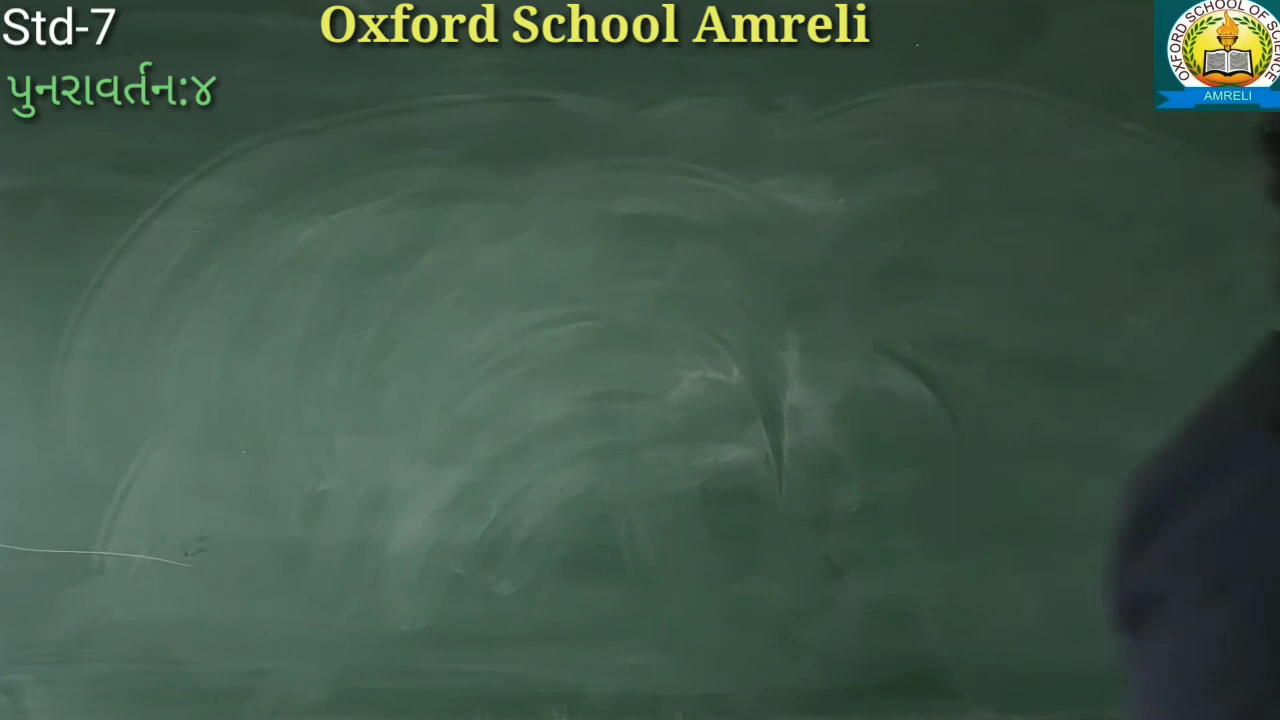 Std-7
Oxford School Amreli
પુનરાવર્તન:૪
OXFORD SCHOOL OF SCIENCE
AMRELI